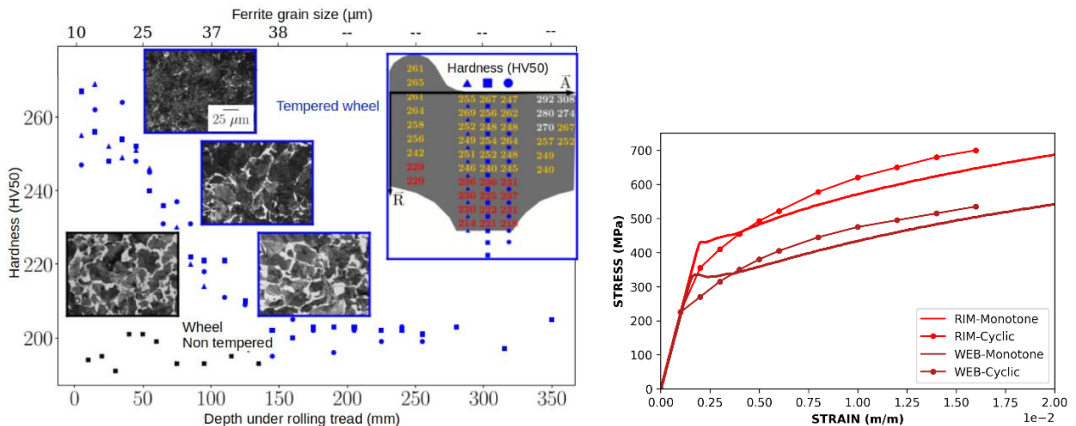 Ferrite grain size (µm)
10 25 37 38 -- -- -- --
Hardness (HV50)
260
240
220
200
0 50 100 150 200 250 300 350
Depth under rolling tread (mm)
25 µm
Tempered wheel
Wheel
Non tempered
Hardness (HV50)
A
R
261
265
261 255 267 247 292 308
264 269 256 262 280 274
258 252 248 248 270 267
256 249 254 264 257 252
242 251 252 248 249
229 246 240 245 240
220 236 236 231
STRESS (MPa)
700
600
500
400
300
200
100
0
0.00 0.25 0.50 0.75 1.00 1.25 1.50 1.75 2.00
STRAIN (m/m)
1e−2
RIM-Monotone
RIM-Cyclic
WEB-Monotone
WEB-Cyclic